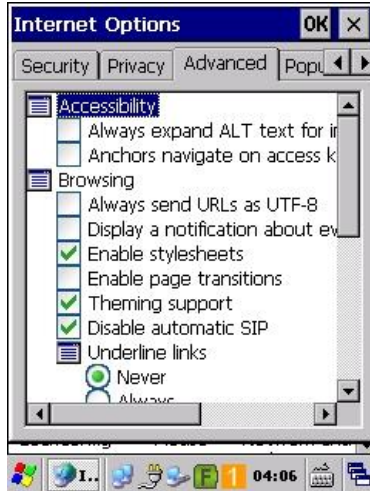 Internet Options OK
Security Privacy Advanced Popu
Accessibility
Always expand ALT text for i
Anchors navigate on access k
Browsing
Always send URLs as UTF-8
Display a notification about ev
Enable stylesheets
Enable page transitions
Theming support
Disable automatic SIP
Underline links
Never
Always
I.. F 1 04:06